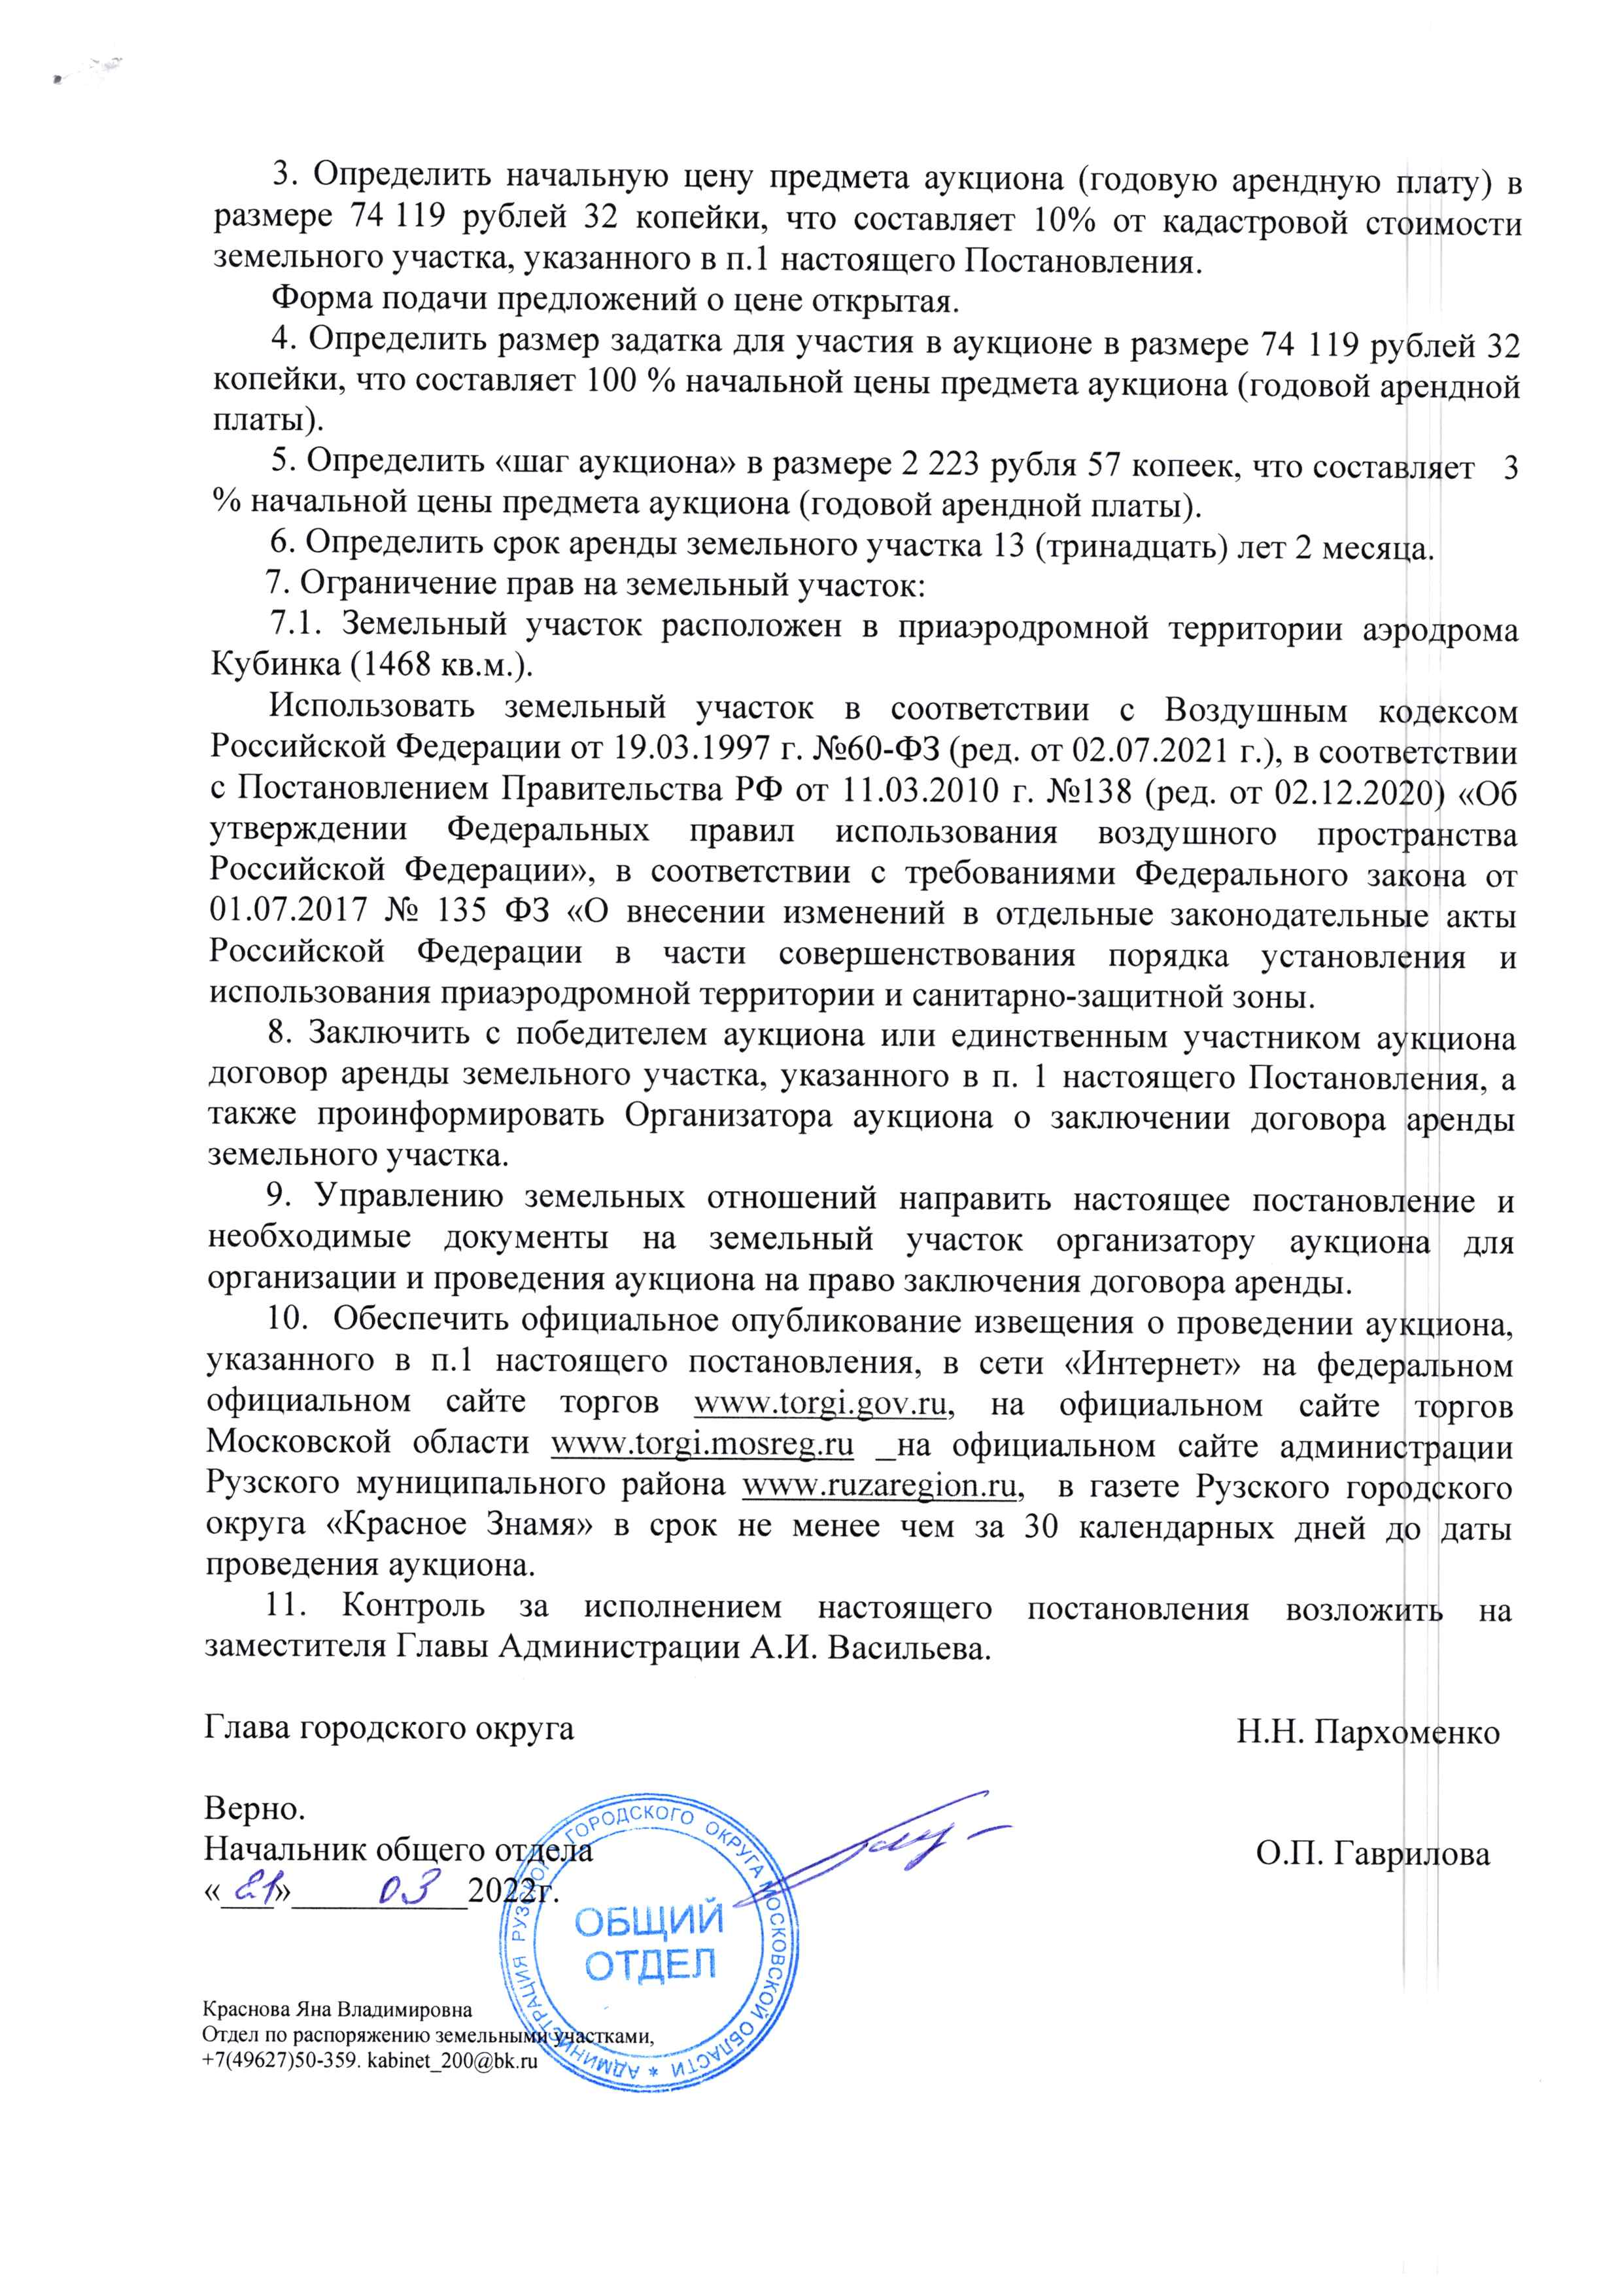 3. Определить начальную цену предмета аукциона (годовую арендную плату) в
размере 74 119 рублей 32 копейки, что составляет 10% от кадастровой стоимости
земельного участка, указанного в п.1 настоящего Постановления.
Форма подачи предложений о цене открытая.
4. Определить размер задатка для участия в аукционе в размере 74 119 рублей 32
копейки, что составляет 100 % начальной цены предмета аукциона (годовой арендной
платы).
5. Определить «шаг аукциона» в размере 2 223 рубля 57 копеек, что составляет 3
% начальной цены предмета аукциона (годовой арендной платы).
6. Определить срок аренды земельного участка 13 (тринадцать) лет 2 месяца.
7. Ограничение прав на земельный участок:
7.1. Земельный участок расположен в приаэродромной территории аэродрома
Кубинка (1468 кв.м.).
Использовать земельный участок в соответствии с Воздушным кодексом
Российской Федерации от 19.03.1997 г. №60-ФЗ (ред. от 02.07.2021 г.), в соответствии
с Постановлением Правительства РФ от 11.03.2010 г. №138 (ред. от 02.12.2020) «Об
утверждении Федеральных правил использования воздушного пространства
Российской Федерации», в соответствии с требованиями Федерального закона от
01.07.2017 № 135 ФЗ «О внесении изменений в отдельные законодательные акты
Российской Федерации в части совершенствования порядка установления и
использования приаэродромной территории и санитарно-защитной зоны.
8. Заключить с победителем аукциона или единственным участником аукциона
договор аренды земельного участка, указанного в п. 1 настоящего Постановления, а
также проинформировать Организатора аукциона о заключении договора аренды
земельного участка.
9. Управлению земельных отношений направить настоящее постановление и
необходимые документы на земельный участок организатору аукциона для
организации и проведения аукциона на право заключения договора аренды.
10. Обеспечить официальное опубликование извещения о проведении аукциона,
указанного в п.1 настоящего постановления, в сети «Интернет» на федеральном
официальном сайте торгов www.torgi.gov.ru, на официальном сайте торгов
Московской области www.torgi.mosreg.ru _на официальном сайте администрации
Рузского муниципального района www.ruzaregion.ru, в газете Рузского городского
округа «Красное Знамя» в срок не менее чем за 30 календарных дней до даты
проведения аукциона.
11. Контроль за исполнением настоящего постановления возложить на
заместителя Главы Администрации А.И. Васильева.
Глава городского округа Н.Н. Пархоменко
Верно.
Начальник общего отдела О.П. Гаврилова
«21» 03 2022г.
АДМИНИСТРАЦИЯ РУЗСКОГО ГОРОДСКОГО ОКРУГА МОСКОВСКОЙ ОБЛАСТИ *
ОБЩИЙ
ОТДЕЛ
Краснова Яна Владимировна
Отдел по распоряжению земельными участками,
+7(49627)50-359. kabinet_200@bk.ru